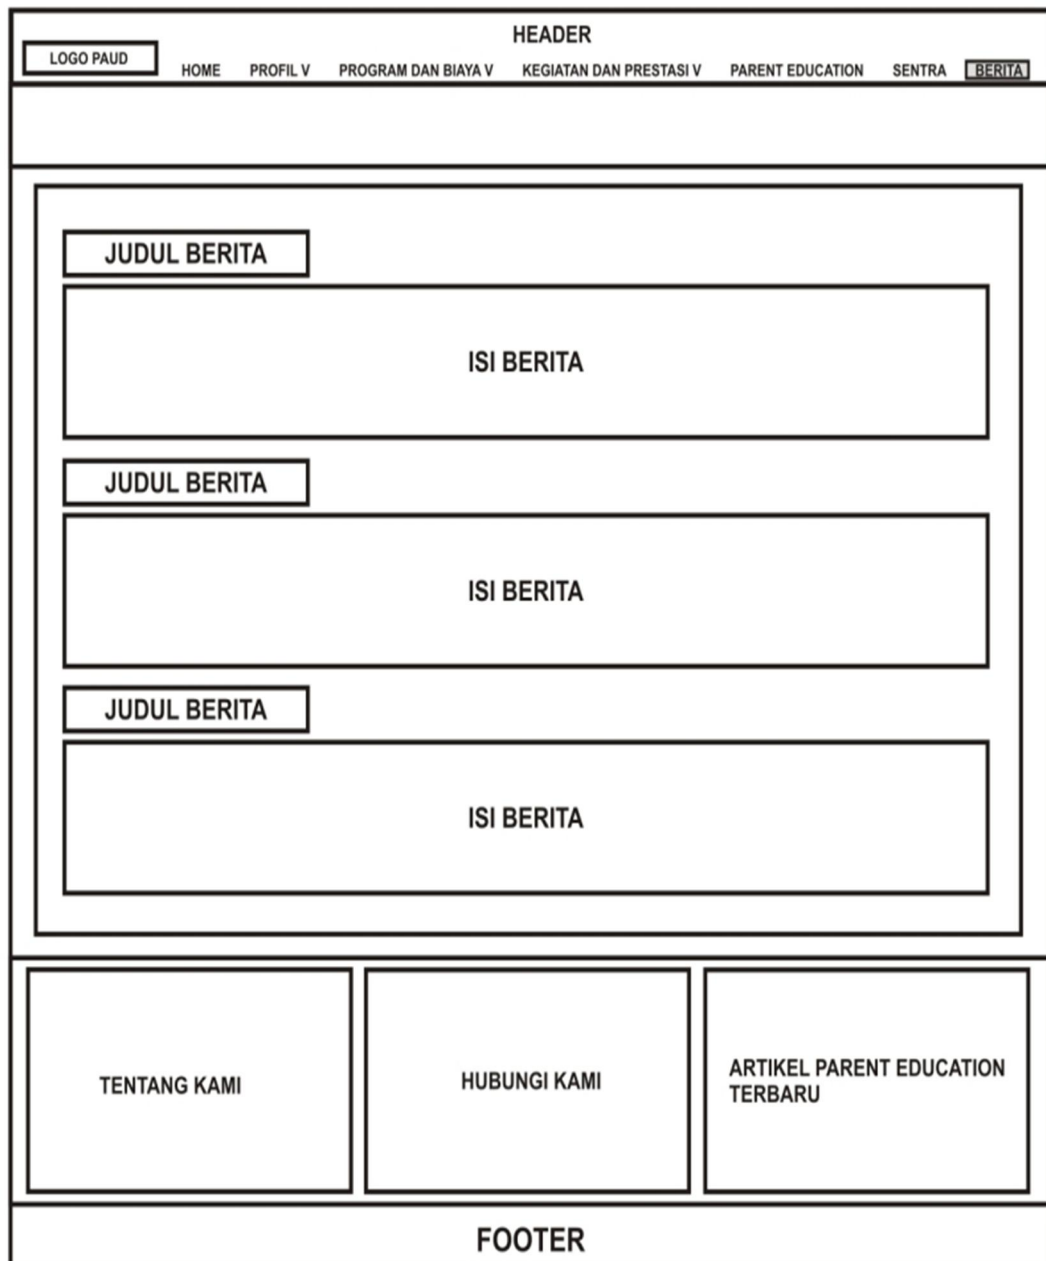 HEADER
LOGO PAUD
HOME PROFIL V PROGRAM DAN BIAYA V KEGIATAN DAN PRESTASI V PARENT EDUCATION SENTRA BERITA
JUDUL BERITA
ISI BERITA
JUDUL BERITA
ISI BERITA
JUDUL BERITA
ISI BERITA
TENTANG KAMI
HUBUNGI KAMI
ARTIKEL PARENT EDUCATION
TERBARU
FOOTER